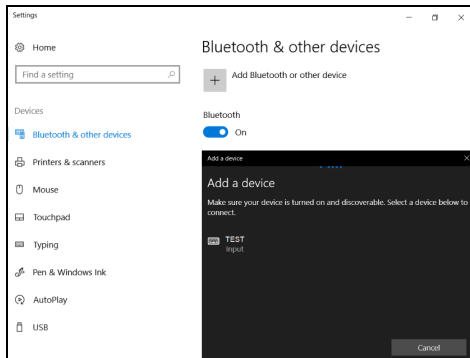 Settings
Home
Find a setting
Devices
Bluetooth & other devices
Printers & scanners
Mouse
Touchpad
Typing
Pen & Windows Ink
AutoPlay
USB
Bluetooth & other devices
Add Bluetooth or other device
Bluetooth
On
Add a device
Add a device
Make sure your device is turned on and discoverable. Select a device below to
connect.
TEST
Input
Cancel